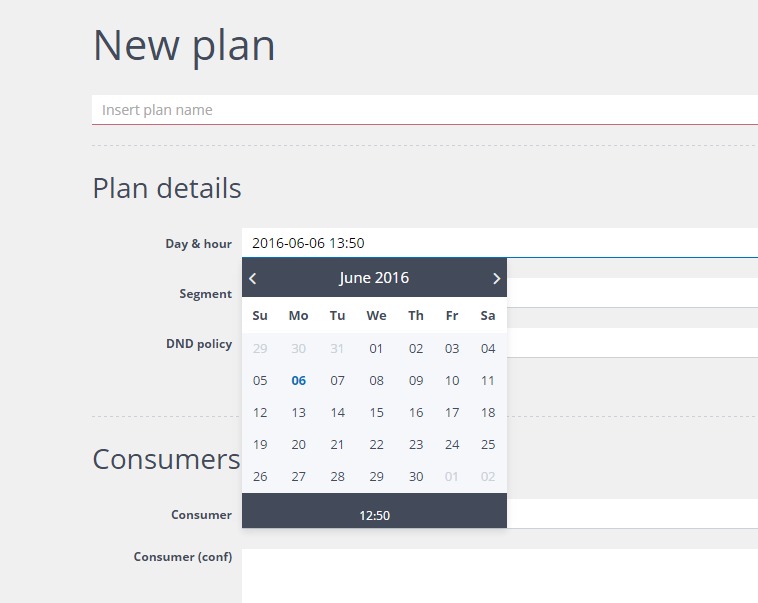 New plan
Insert plan name
Plan details
Day & hour 2016-06-06 13:50
June 2016
Segment
Su Mo Tu We Th Fr Sa
DND policy
29 30 31 01 02 03 04
05 06 07 08 09 10 11
12 13 14 15 16 17 18
19 20 21 22 23 24 25
26 27 28 29 30 01 02
Consumers
Consumer 12:50
Consumer (conf)